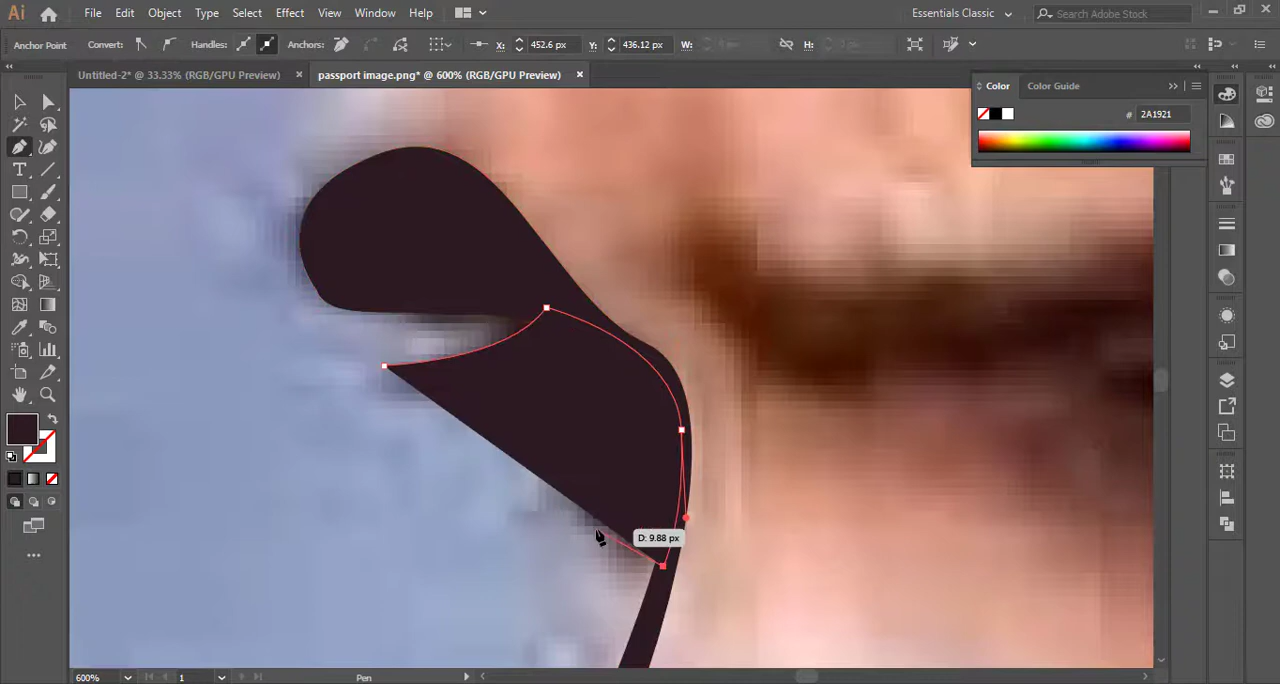 Ai File Edit Object Type Select Effect View Window Help Essentials Classic Search Adobe Stock
Anchor Point Convert: Handles: Anchors: X: 452.6 px Y: 436.12 px W: H:
Untitled-2* @ 33.33% (RGB/GPU Preview) × passport image.png* @ 600% (RGB/GPU Preview) ×
Color Color Guide
# 2A1921
D: 9.88 px
600% 1 Pen